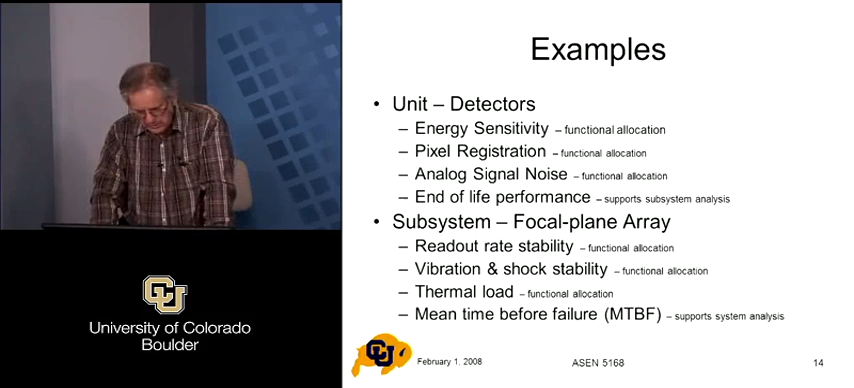 Examples
• Unit – Detectors
– Energy Sensitivity – functional allocation
– Pixel Registration – functional allocation
– Analog Signal Noise – functional allocation
– End of life performance – supports subsystem analysis
• Subsystem – Focal-plane Array
– Readout rate stability – functional allocation
– Vibration & shock stability – functional allocation
– Thermal load – functional allocation
– Mean time before failure (MTBF) – supports system analysis
CU
University of Colorado
Boulder
CU
February 1, 2008
ASEN 5168
14